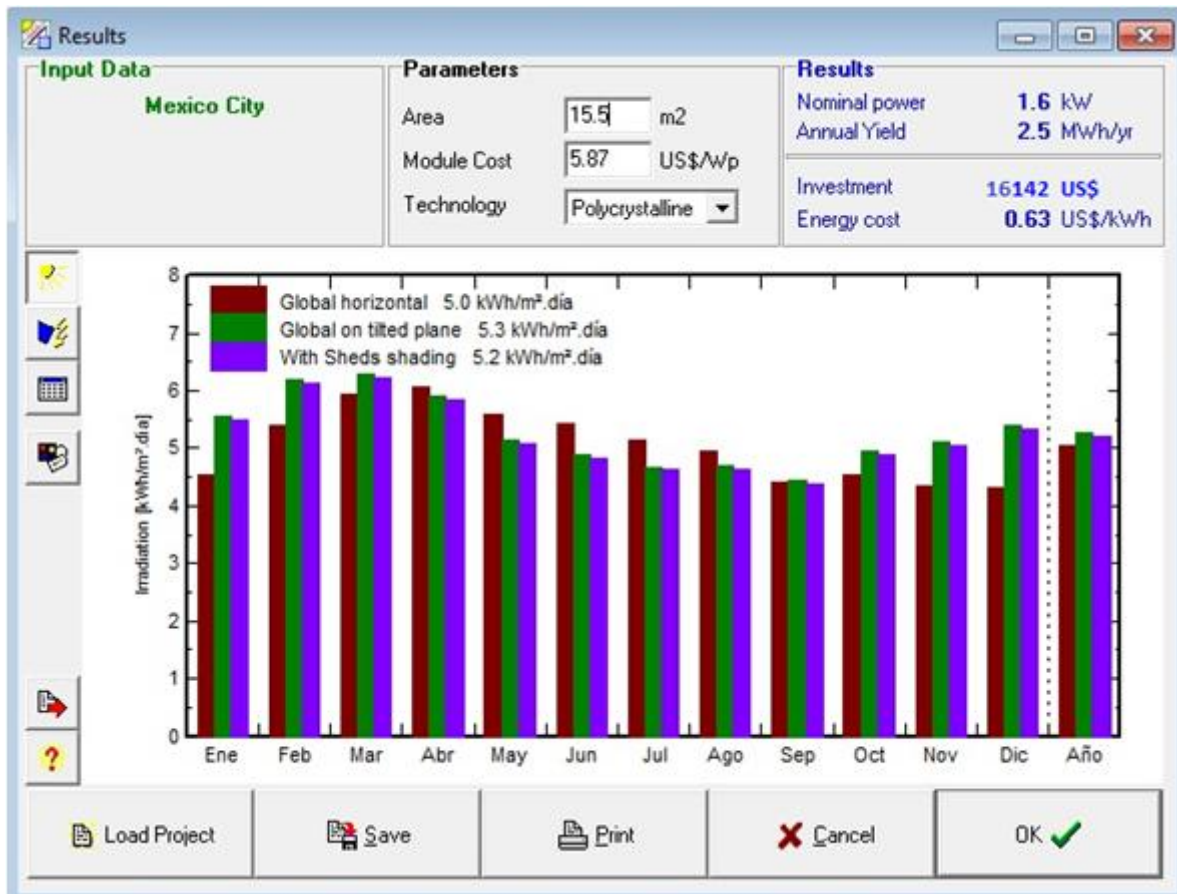 Results
Input Data
Mexico City
Parameters
Area 15.5 m2
Module Cost 5.87 US$/Wp
Technology Polycrystalline
Results
Nominal power 1.6 kW
Annual Yield 2.5 MWh/yr
Investment 16142 US$
Energy cost 0.63 US$/kWh
Irradiation [kWh/m².dia]
8
7
6
5
4
3
2
1
0
Global horizontal 5.0 kWh/m².día
Global on tilted plane 5.3 kWh/m².día
With Sheds shading 5.2 kWh/m².día
Ene Feb Mar Abr May Jun Jul Ago Sep Oct Nov Dic Año
?
Load Project Save Print Cancel OK